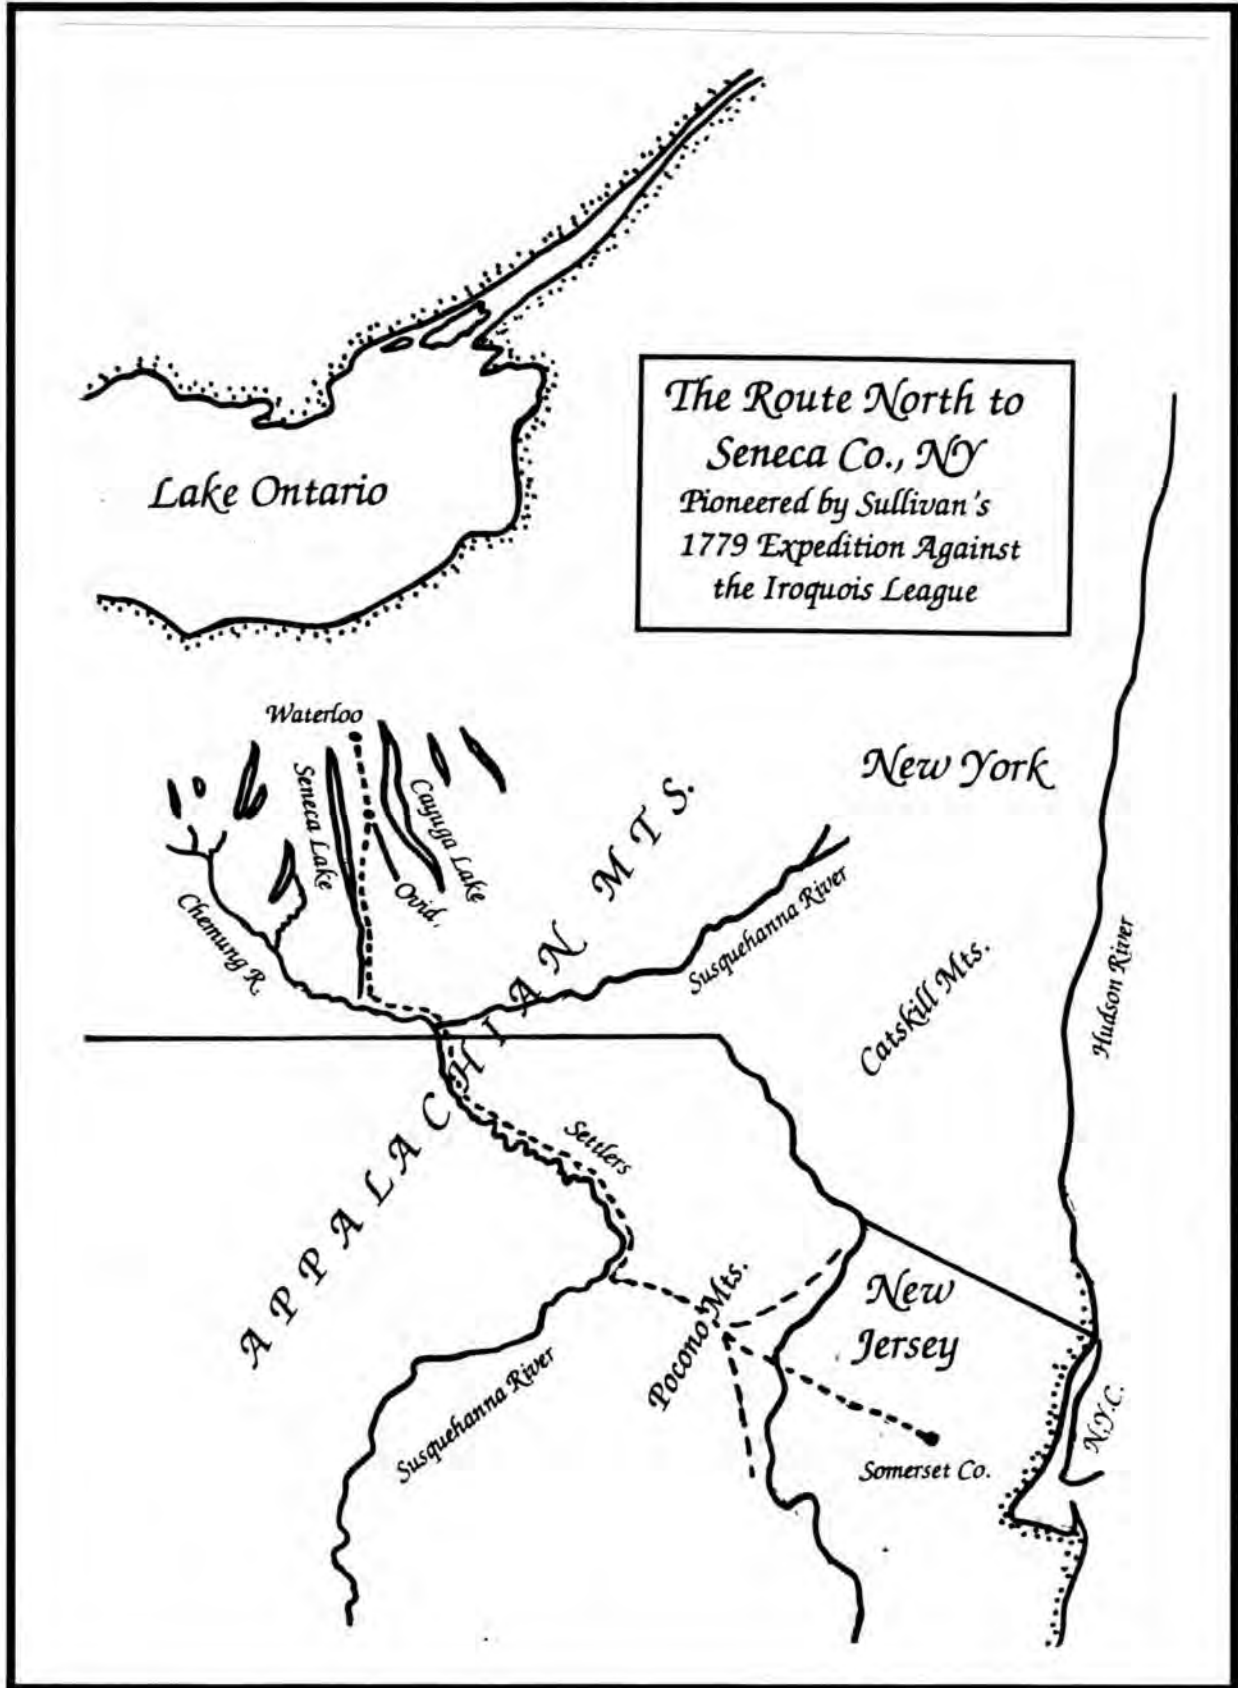 The Route North to
Seneca Co., NY
Pioneered by Sullivan's
1779 Expedition Against
the Iroquois League
Lake Ontario
Waterloo
New York
Seneca Lake
Cayuga Lake
Ovid.
APPALACHIAN MTS.
Chemung R.
Susquehanna River
Catskill Mts.
Hudson River
Settlers
Pocono Mts.
New
Jersey
Susquehanna River
N.Y.C.
Somerset Co.